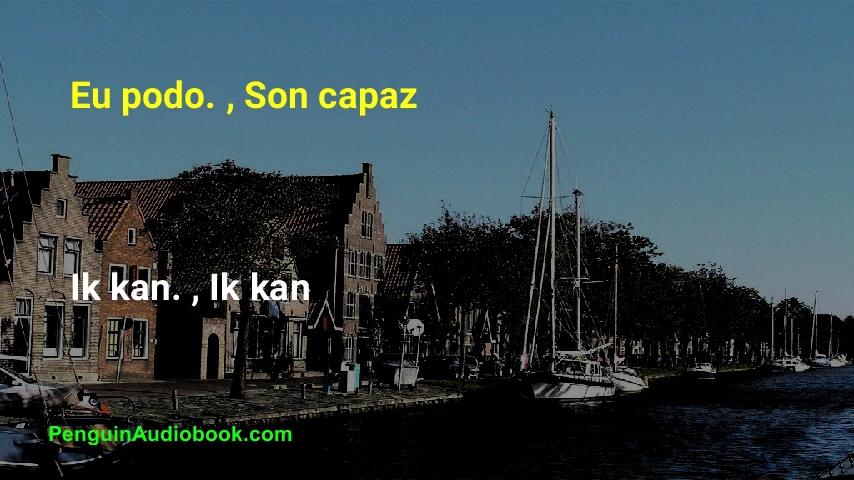 Eu podo. , Son capaz
Ik kan. , Ik kan
PenguinAudiobook.com